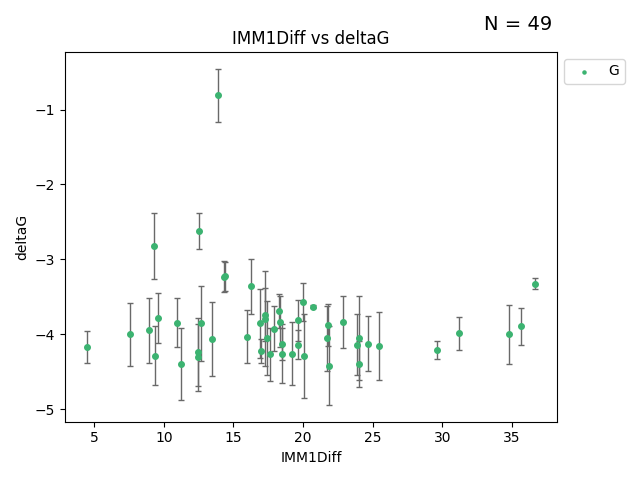 N = 49
IMM1Diff vs deltaG
G
deltaG
-1
-2
-3
-4
-5
5 10 15 20 25 30 35
IMM1Diff